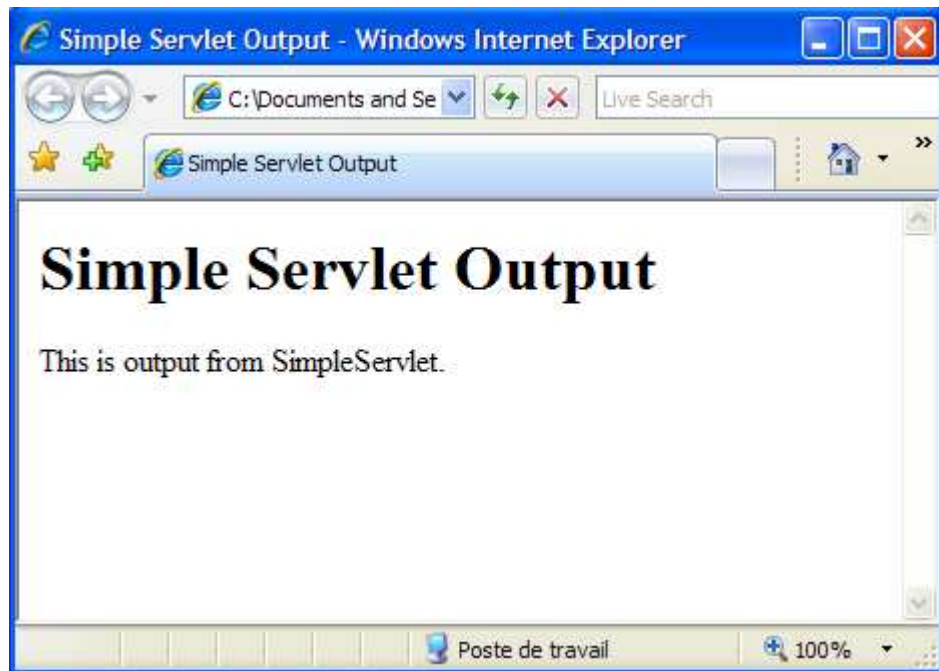 Simple Servlet Output - Windows Internet Explorer
C:\Documents and Se
Live Search
Simple Servlet Output
»
Simple Servlet Output
This is output from SimpleServlet.
Poste de travail
100%